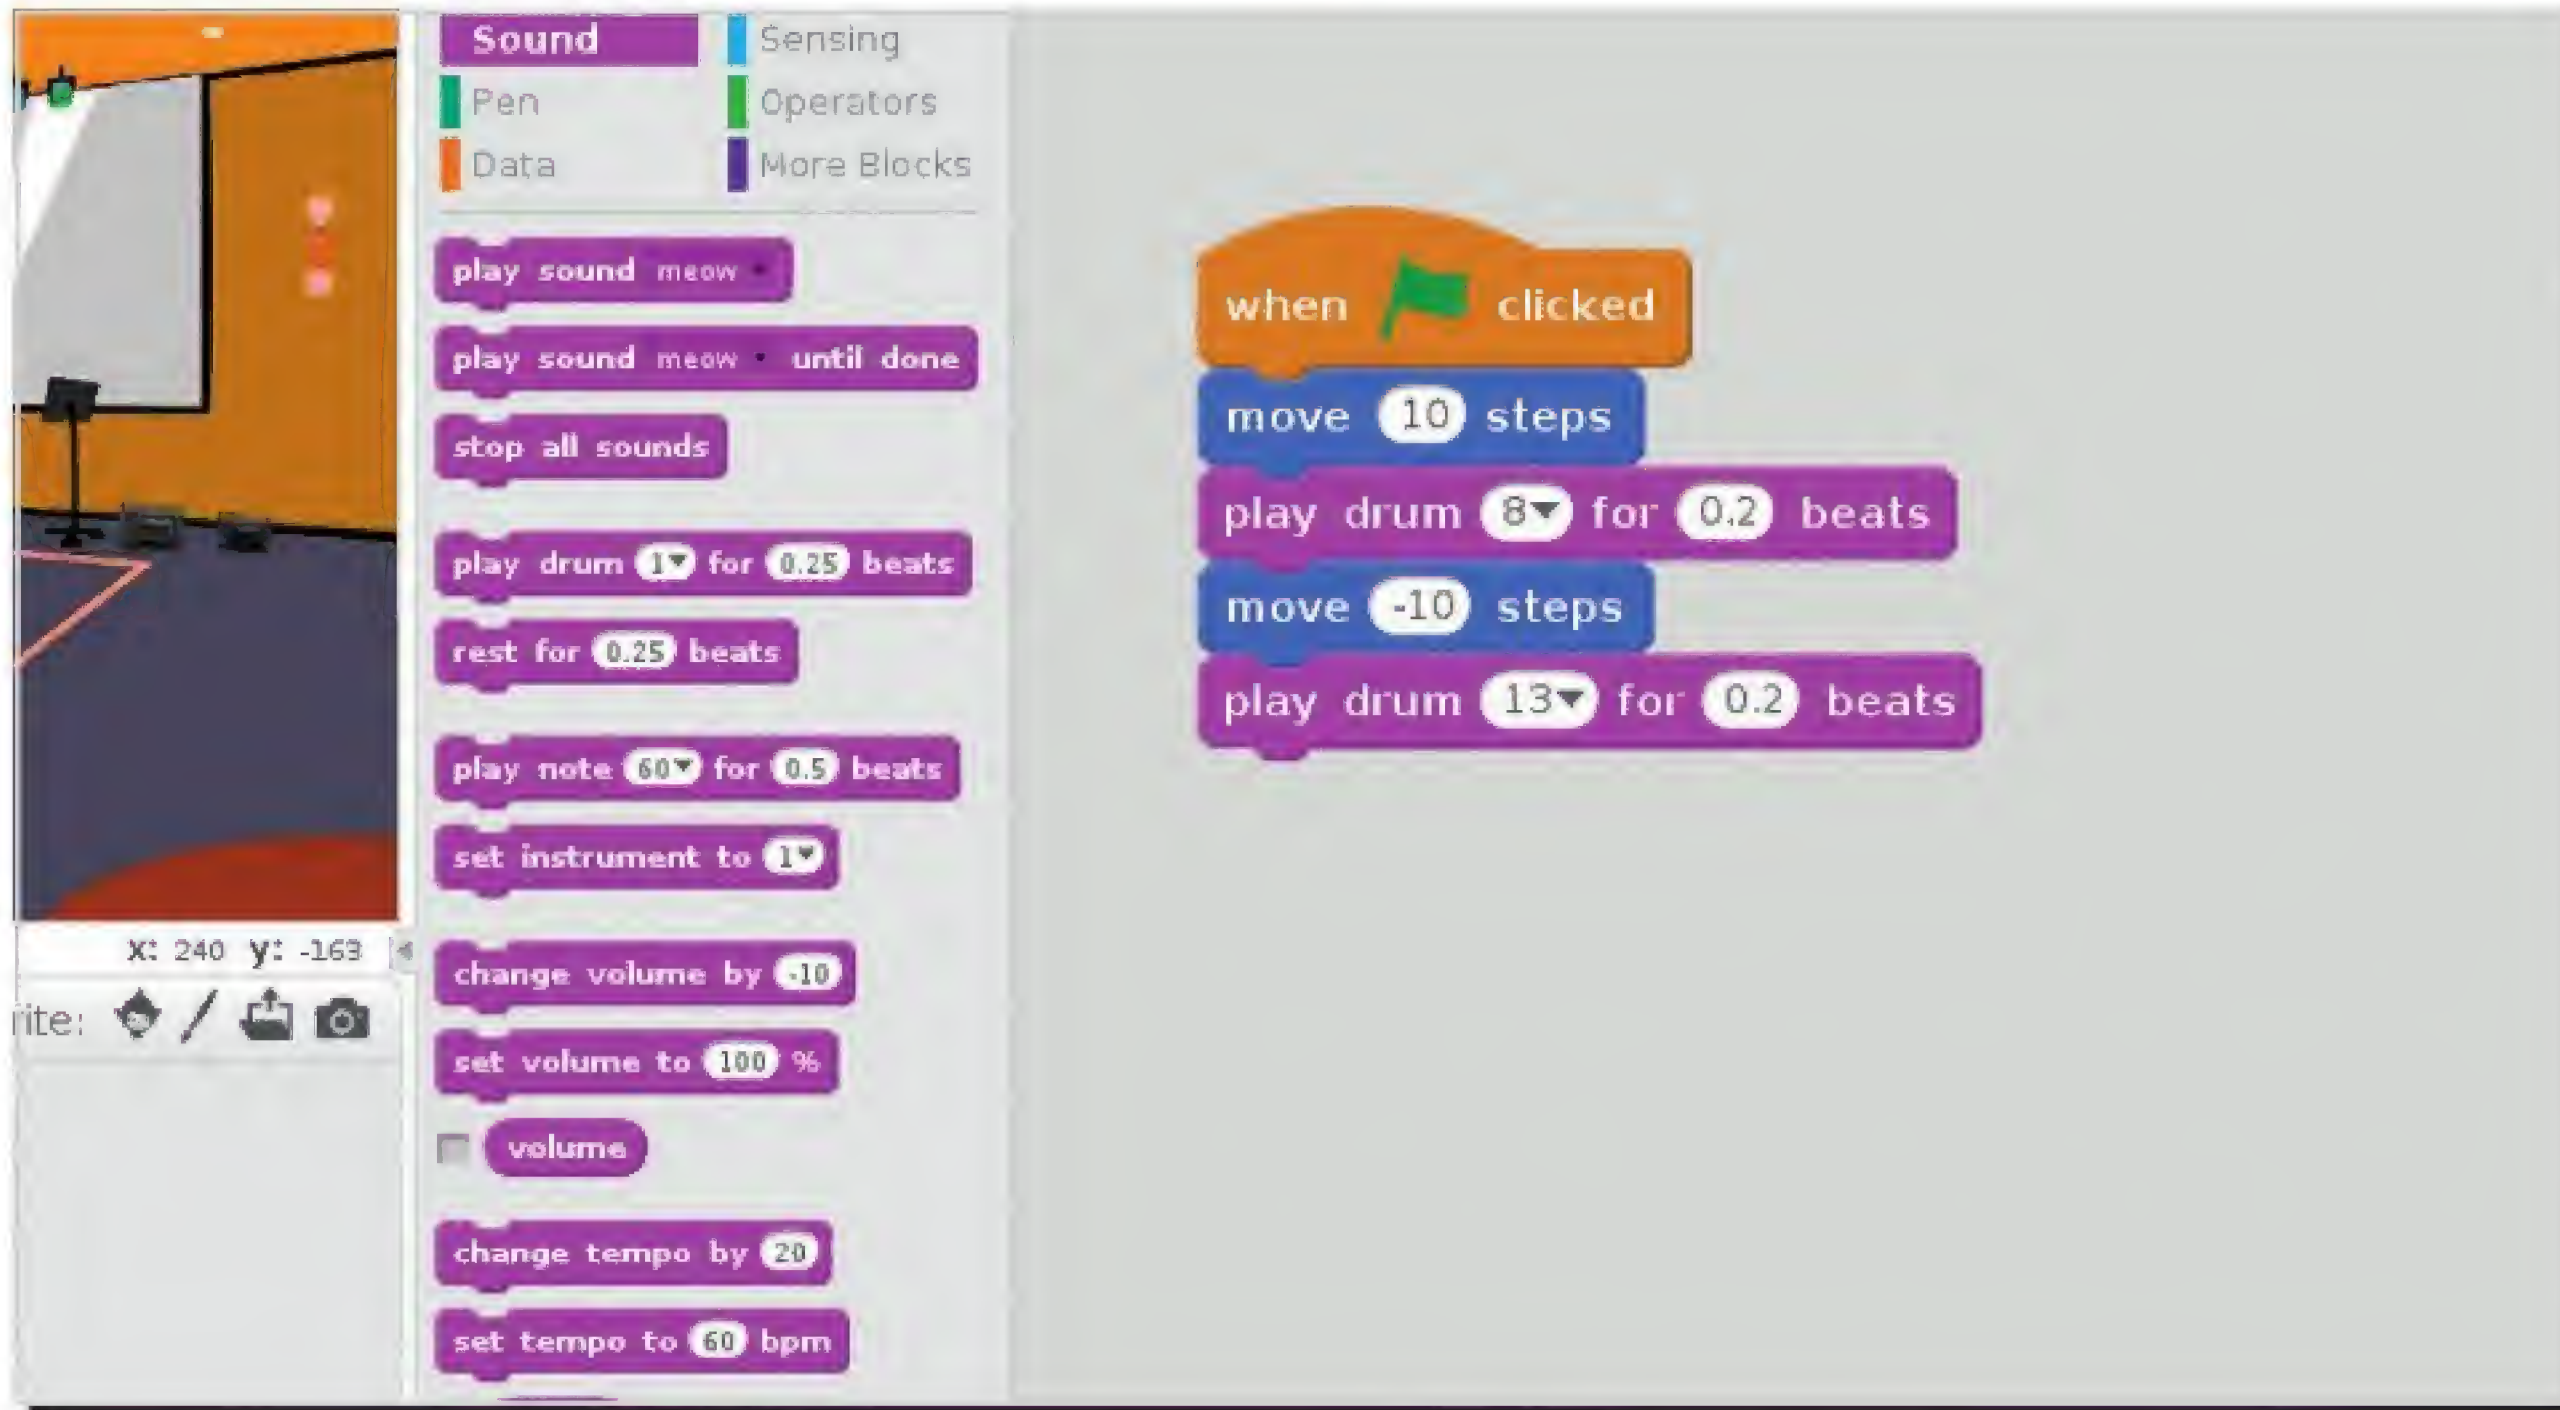 Sound
Sensing
Pen
Operators
Data
More Blocks
play sound meow
play sound meow until done
stop all sounds
play drum 1 for 0.25 beats
rest for 0.25 beats
play note 60 for 0.5 beats
set instrument to 1
change volume by -10
set volume to 100 %
volume
change tempo by 20
set tempo to 60 bpm
x: 240 y: -163
rite:
when clicked
move 10 steps
play drum 8 for 0.2 beats
move -10 steps
play drum 13 for 0.2 beats